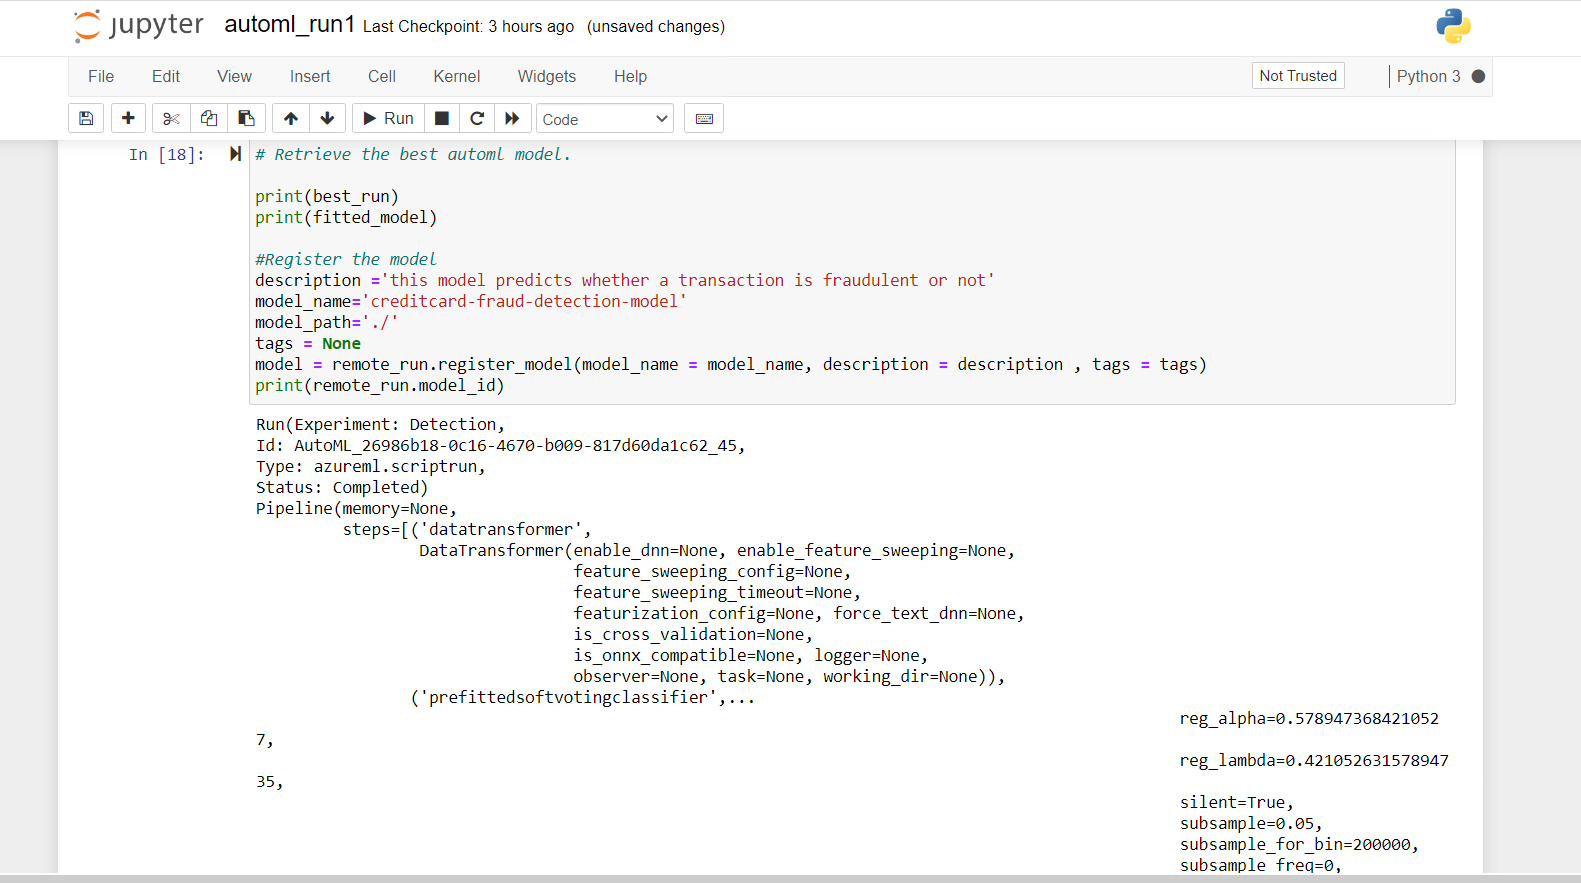 jupyter automl_run1 Last Checkpoint: 3 hours ago (unsaved changes)
File Edit View Insert Cell Kernel Widgets Help Not Trusted Python 3
Run Code
In [18]:
# Retrieve the best automl model.

print(best_run)
print(fitted_model)

#Register the model
description ='this model predicts whether a transaction is fraudulent or not'
model_name='creditcard-fraud-detection-model'
model_path='./'
tags = None
model = remote_run.register_model(model_name = model_name, description = description , tags = tags)
print(remote_run.model_id)
Run(Experiment: Detection,
Id: AutoML_26986b18-0c16-4670-b009-817d60da1c62_45,
Type: azureml.scriptrun,
Status: Completed)
Pipeline(memory=None,
steps=[('datatransformer',
DataTransformer(enable_dnn=None, enable_feature_sweeping=None,
feature_sweeping_config=None,
feature_sweeping_timeout=None,
featurization_config=None, force_text_dnn=None,
is_cross_validation=None,
is_onnx_compatible=None, logger=None,
observer=None, task=None, working_dir=None)),
('prefittedsoftvotingclassifier',...
reg_alpha=0.578947368421052
7,
reg_lambda=0.421052631578947
35,
silent=True,
subsample=0.05,
subsample_for_bin=200000,
subsample_freq=0,